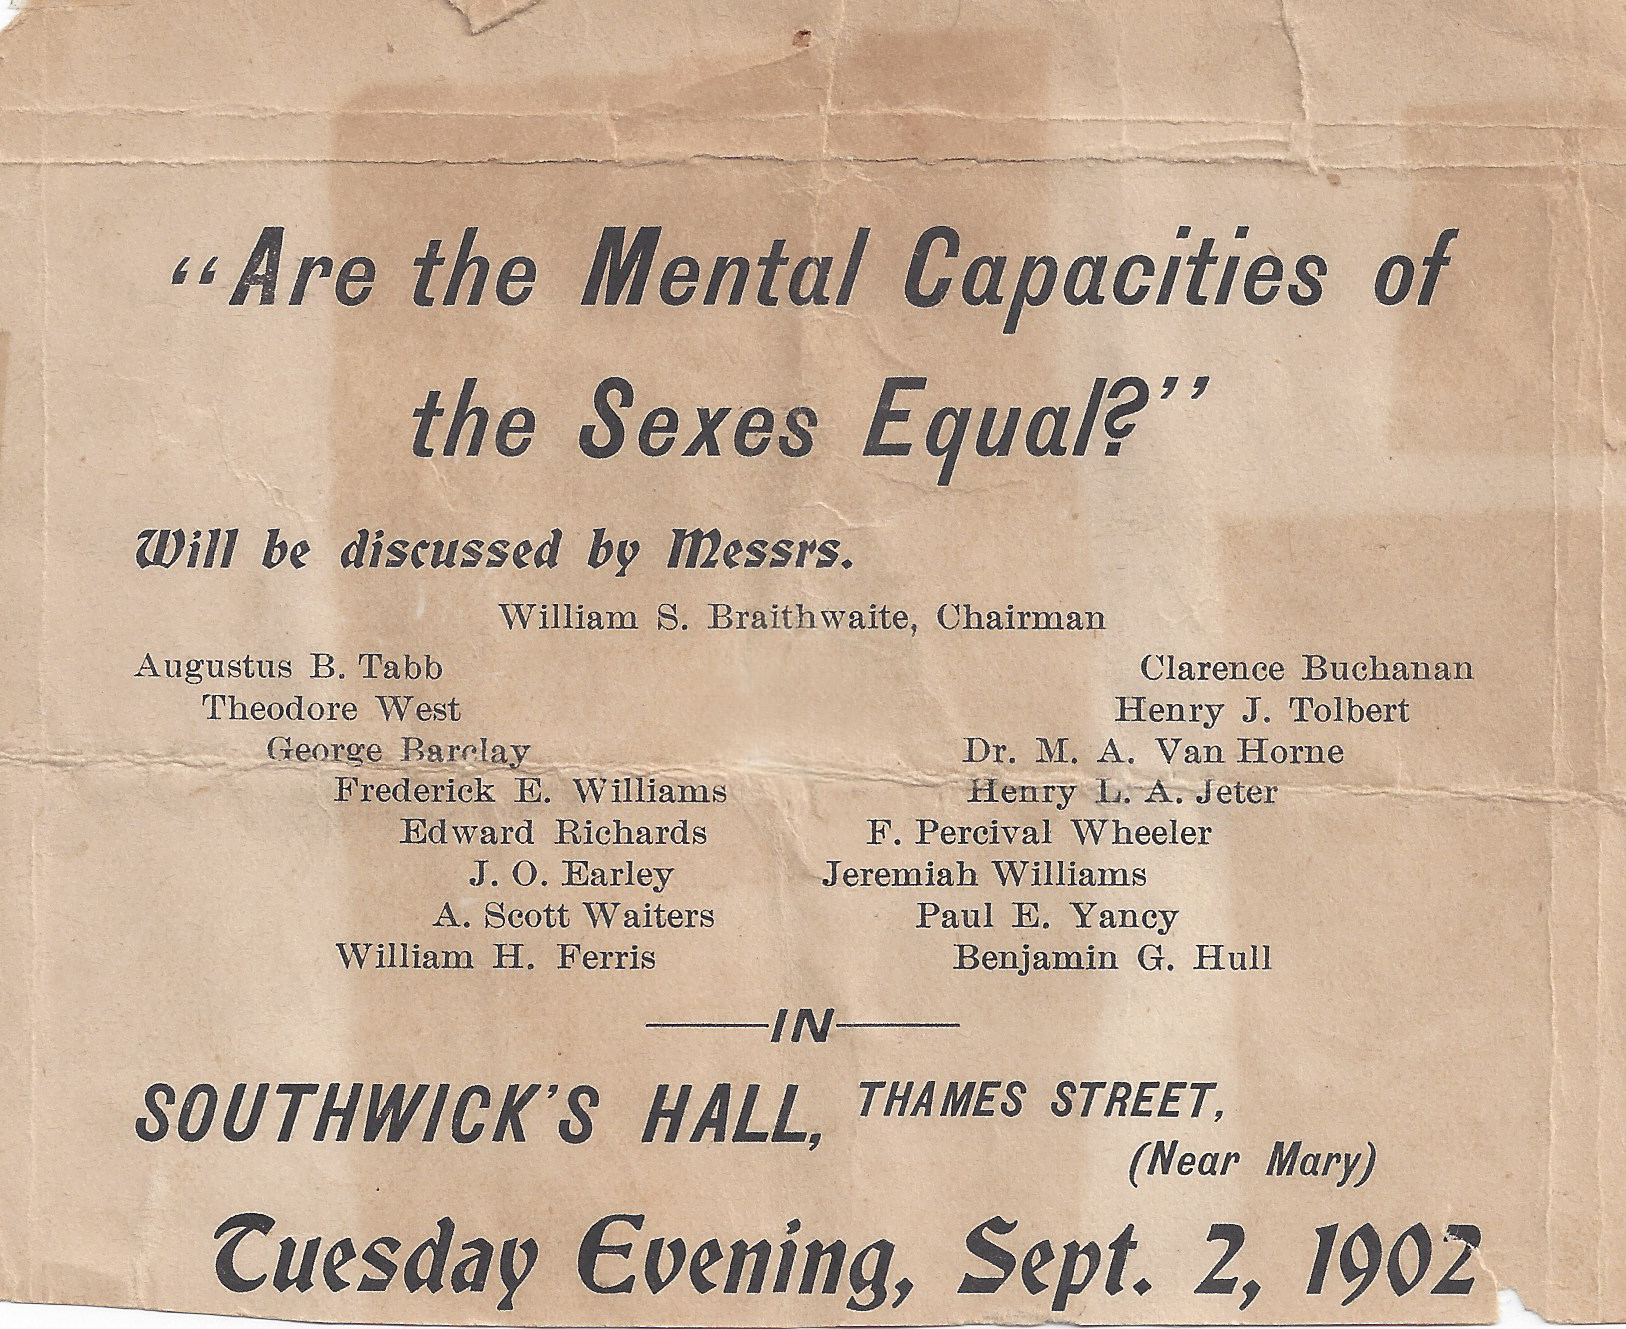 “Are the Mental Capacities of
the Sexes Equal?”
Will be discussed by Messrs.
William S. Braithwaite, Chairman
Augustus B. Tabb Clarence Buchanan
Theodore West Henry J. Tolbert
George Barclay Dr. M. A. Van Horne
Frederick E. Williams Henry L. A. Jeter
Edward Richards F. Percival Wheeler
J. O. Earley Jeremiah Williams
A. Scott Waiters Paul E. Yancy
William H. Ferris Benjamin G. Hull
IN
SOUTHWICK’S HALL, THAMES STREET,
(Near Mary)
Tuesday Evening, Sept. 2, 1902